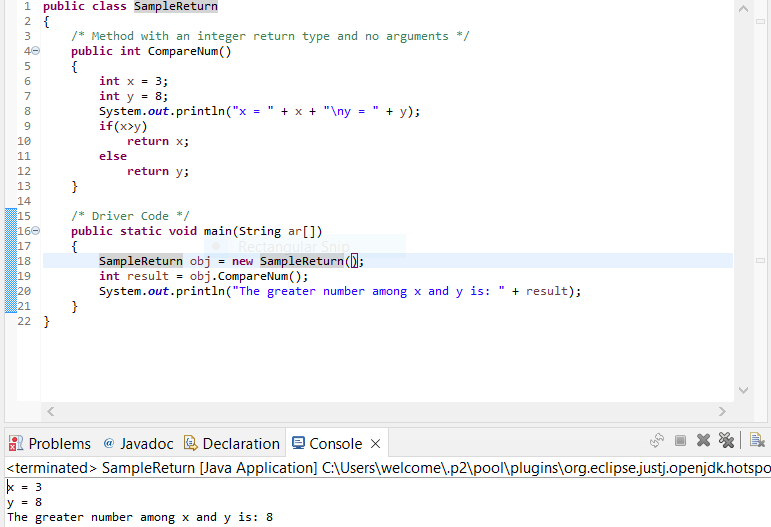 1 public class SampleReturn
2 {
3 /* Method with an integer return type and no arguments */
4 public int CompareNum()
5 {
6 int x = 3;
7 int y = 8;
8 System.out.println("x = " + x + "\ny = " + y);
9 if(x>y)
10 return x;
11 else
12 return y;
13 }
14
15 /* Driver Code */
16 public static void main(String ar[])
Rectangular Snip
17 {
18 SampleReturn obj = new SampleReturn();
19 int result = obj.CompareNum();
20 System.out.println("The greater number among x and y is: " + result);
21 }
22 }
Problems @ Javadoc Declaration Console
<terminated> SampleReturn [Java Application] C:\Users\welcome\.p2\pool\plugins\org.eclipse.justj.openjdk.hotspo
x = 3
y = 8
The greater number among x and y is: 8